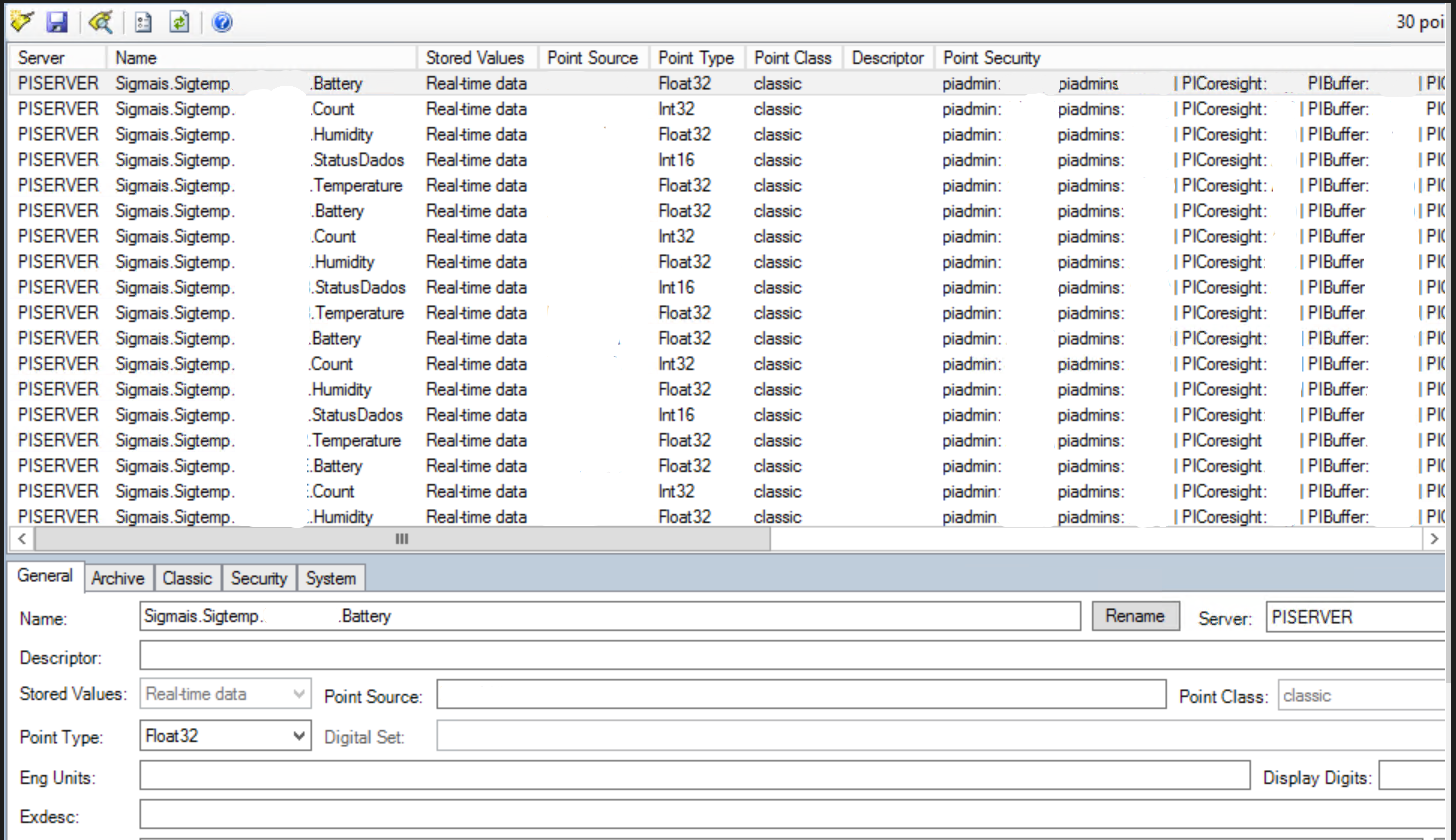 30 poi
Server Name Stored Values Point Source Point Type Point Class Descriptor Point Security
PISERVER Sigmais.Sigtemp. .Battery Real-time data Float32 classic piadmin: piadmins | PICoresight: PIBuffer: | PI
PISERVER Sigmais.Sigtemp. .Count Real-time data Int32 classic piadmin: piadmins: | PICoresight: | PIBuffer: PI
PISERVER Sigmais.Sigtemp. .Humidity Real-time data Float32 classic piadmin: piadmins: | PICoresight: | PIBuffer: | PI
PISERVER Sigmais.Sigtemp. .StatusDados Real-time data Int16 classic piadmin: piadmins: | PICoresight: | PIBuffer: | PI
PISERVER Sigmais.Sigtemp. .Temperature Real-time data Float32 classic piadmin: piadmins: | PICoresight: | PIBuffer: | PI
PISERVER Sigmais.Sigtemp. .Battery Real-time data Float32 classic piadmin: piadmins: | PICoresight: | PIBuffer | PI
PISERVER Sigmais.Sigtemp. .Count Real-time data Int32 classic piadmin: piadmins: | PICoresight: | PIBuffer | PI
PISERVER Sigmais.Sigtemp. .Humidity Real-time data Float32 classic piadmin: piadmins: | PICoresight: | PIBuffer | PI
PISERVER Sigmais.Sigtemp. .StatusDados Real-time data Int16 classic piadmin: piadmins: | PICoresight: | PIBuffer | PI
PISERVER Sigmais.Sigtemp. .Temperature Real-time data Float32 classic piadmin: piadmins: | PICoresight: | PIBuffer | PI
PISERVER Sigmais.Sigtemp. .Battery Real-time data Float32 classic piadmin: piadmins: | PICoresight: | PIBuffer: | PI
PISERVER Sigmais.Sigtemp. .Count Real-time data Int32 classic piadmin: piadmins: | PICoresight: | PIBuffer: | PI
PISERVER Sigmais.Sigtemp. .Humidity Real-time data Float32 classic piadmin: piadmins: | PICoresight: | PIBuffer: | PI
PISERVER Sigmais.Sigtemp. .StatusDados Real-time data Int16 classic piadmin: piadmins: | PICoresight: | PIBuffer | PI
PISERVER Sigmais.Sigtemp. .Temperature Real-time data Float32 classic piadmin: piadmins: | PICoresight | PIBuffer | PI
PISERVER Sigmais.Sigtemp. .Battery Real-time data Float32 classic piadmin: piadmins: | PICoresight | PIBuffer: | PI
PISERVER Sigmais.Sigtemp. .Count Real-time data Int32 classic piadmin: piadmins: | PICoresight: | PIBuffer: | PI
PISERVER Sigmais.Sigtemp. .Humidity Real-time data Float32 classic piadmin piadmins: | PICoresight: | PIBuffer: | PI
General Archive Classic Security System
Name: Sigmais.Sigtemp. .Battery Rename Server: PISERVER
Descriptor:
Stored Values: Real-time data Point Source: Point Class: classic
Point Type: Float32 Digital Set:
Eng Units: Display Digits:
Exdesc: